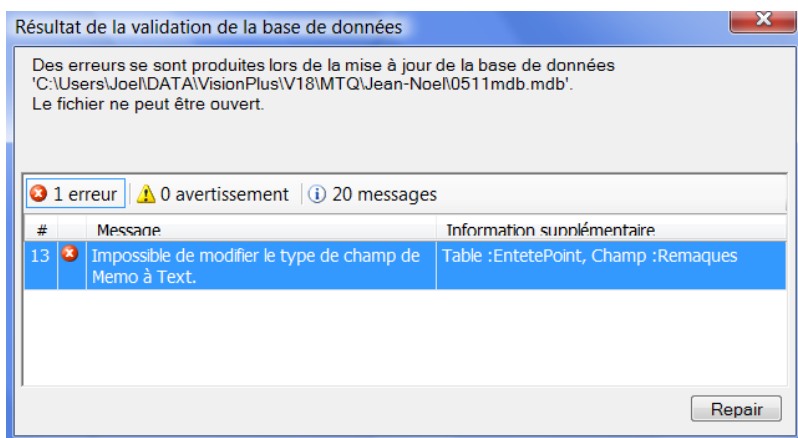 Résultat de la validation de la base de données
Des erreurs se sont produites lors de la mise à jour de la base de données
'C:\Users\Joel\DATA\VisionPlus\V18\MTQ\Jean-Noel\0511mdb.mdb'.
Le fichier ne peut être ouvert.
1 erreur 0 avertissement 20 messages
# Message Information supplémentaire
13 Impossible de modifier le type de champ de Table :EntetePoint, Champ :Remaques
Memo à Text.
Repair